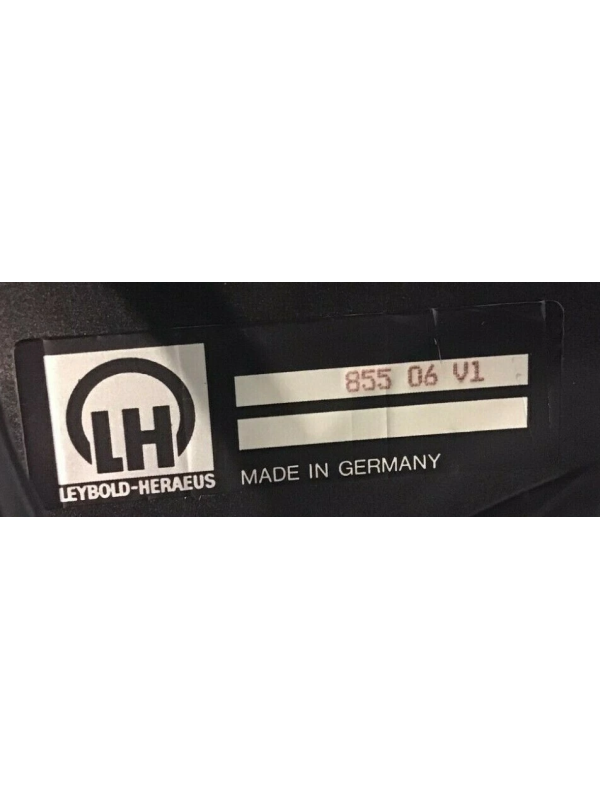 LH
LEYBOLD-HERAEUS
855 06 V1
MADE IN GERMANY